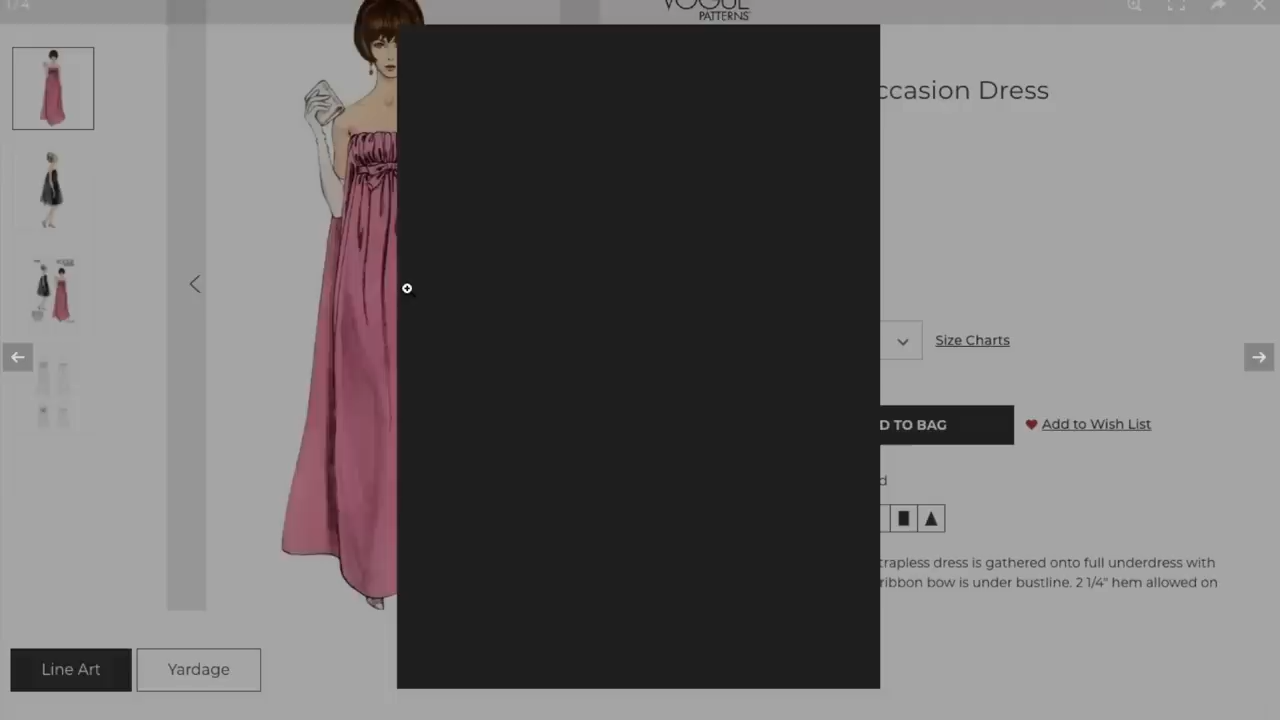 1/4
VOGUE
PATTERNS
ccasion Dress
Size Charts
D TO BAG
Add to Wish List
d
trapless dress is gathered onto full underdress with
ribbon bow is under bustline. 2 1/4" hem allowed on
Line Art
Yardage